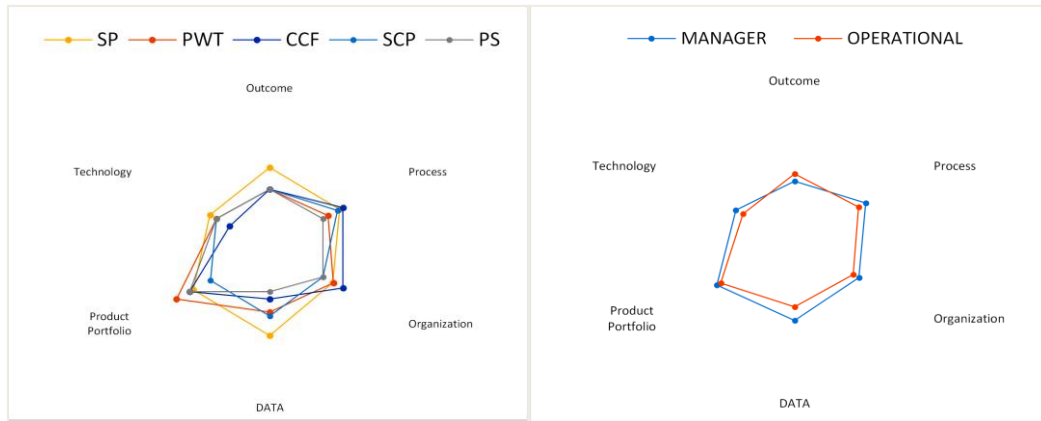 SP PWT CCF SCP PS
Outcome
Technology
Process
Product
Portfolio
Organization
DATA
MANAGER OPERATIONAL
Outcome
Technology
Process
Product
Portfolio
Organization
DATA